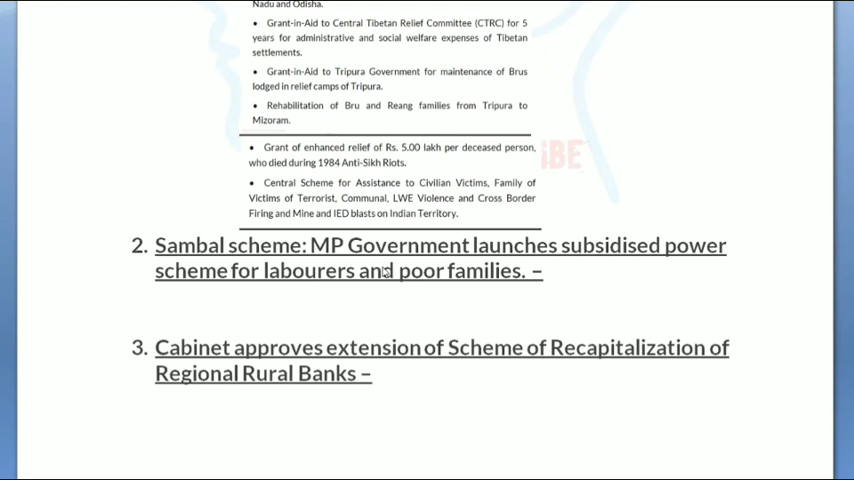 Nadu and Odisha.
• Grant-in-Aid to Central Tibetan Relief Committee (CTRC) for 5
years for administrative and social welfare expenses of Tibetan
settlements.
• Grant-in-Aid to Tripura Government for maintenance of Brus
lodged in relief camps of Tripura.
• Rehabilitation of Bru and Reang families from Tripura to
Mizoram.
• Grant of enhanced relief of Rs. 5.00 lakh per deceased person,
who died during 1984 Anti-Sikh Riots.
• Central Scheme for Assistance to Civilian Victims, Family of
Victims of Terrorist, Communal, LWE Violence and Cross Border
Firing and Mine and IED blasts on Indian Territory.
2. Sambal scheme: MP Government launches subsidised power
scheme for labourers and poor families. –
3. Cabinet approves extension of Scheme of Recapitalization of
Regional Rural Banks –